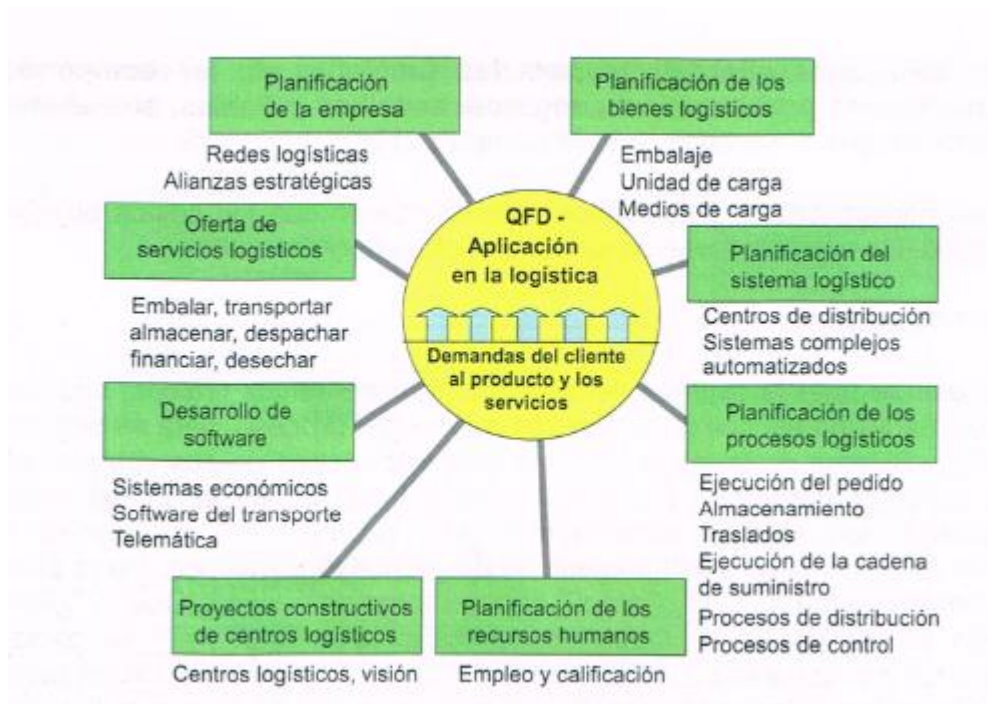 Planificación
de la empresa
Redes logísticas
Alianzas estratégicas
Planificación de los
bienes logísticos
Embalaje
Unidad de carga
Medios de carga
Oferta de
servicios logísticos
Embalar, transportar
almacenar, despachar
financiar, desechar
QFD -
Aplicación
en la logística
Demandas del cliente
al producto y los
servicios
Planificación del
sistema logístico
Centros de distribución
Sistemas complejos
automatizados
Desarrollo de
software
Sistemas económicos
Software del transporte
Telemática
Planificación de los
procesos logísticos
Ejecución del pedido
Almacenamiento
Traslados
Ejecución de la cadena
de suministro
Procesos de distribución
Procesos de control
Proyectos constructivos
de centros logísticos
Centros logísticos, visión
Planificación de los
recursos humanos
Empleo y calificación